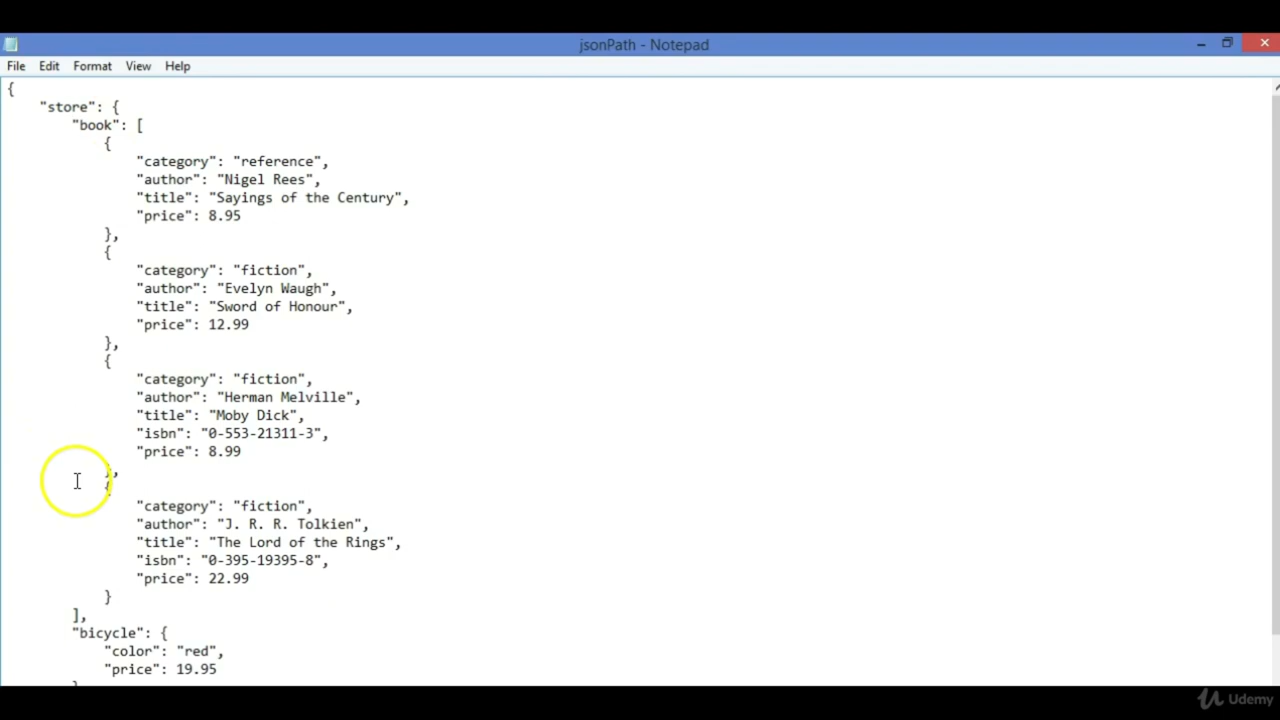 jsonPath - Notepad
File Edit Format View Help
{
    "store": {
        "book": [
            {
                "category": "reference",
                "author": "Nigel Rees",
                "title": "Sayings of the Century",
                "price": 8.95
            },
            {
                "category": "fiction",
                "author": "Evelyn Waugh",
                "title": "Sword of Honour",
                "price": 12.99
            },
            {
                "category": "fiction",
                "author": "Herman Melville",
                "title": "Moby Dick",
                "isbn": "0-553-21311-3",
                "price": 8.99
            },
            {
                "category": "fiction",
                "author": "J. R. R. Tolkien",
                "title": "The Lord of the Rings",
                "isbn": "0-395-19395-8",
                "price": 22.99
            }
        ],
        "bicycle": {
            "color": "red",
            "price": 19.95
        }
Udemy